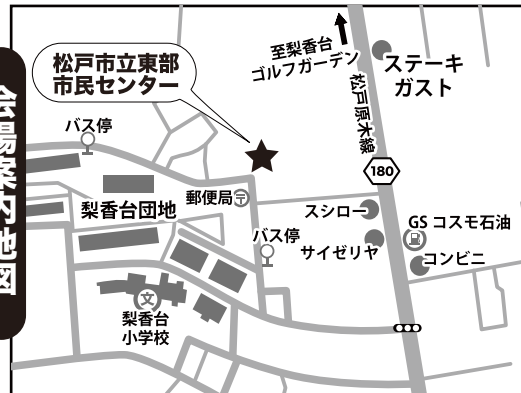 会場案内地図
松戸市立東部
市民センター
至梨香台
ゴルフガーデン
ステーキ
ガスト
松戸原木線
180
バス停
梨香台団地
郵便局
〒
バス停
スシロー
サイゼリヤ
GS コスモ石油
コンビニ
文
梨香台
小学校